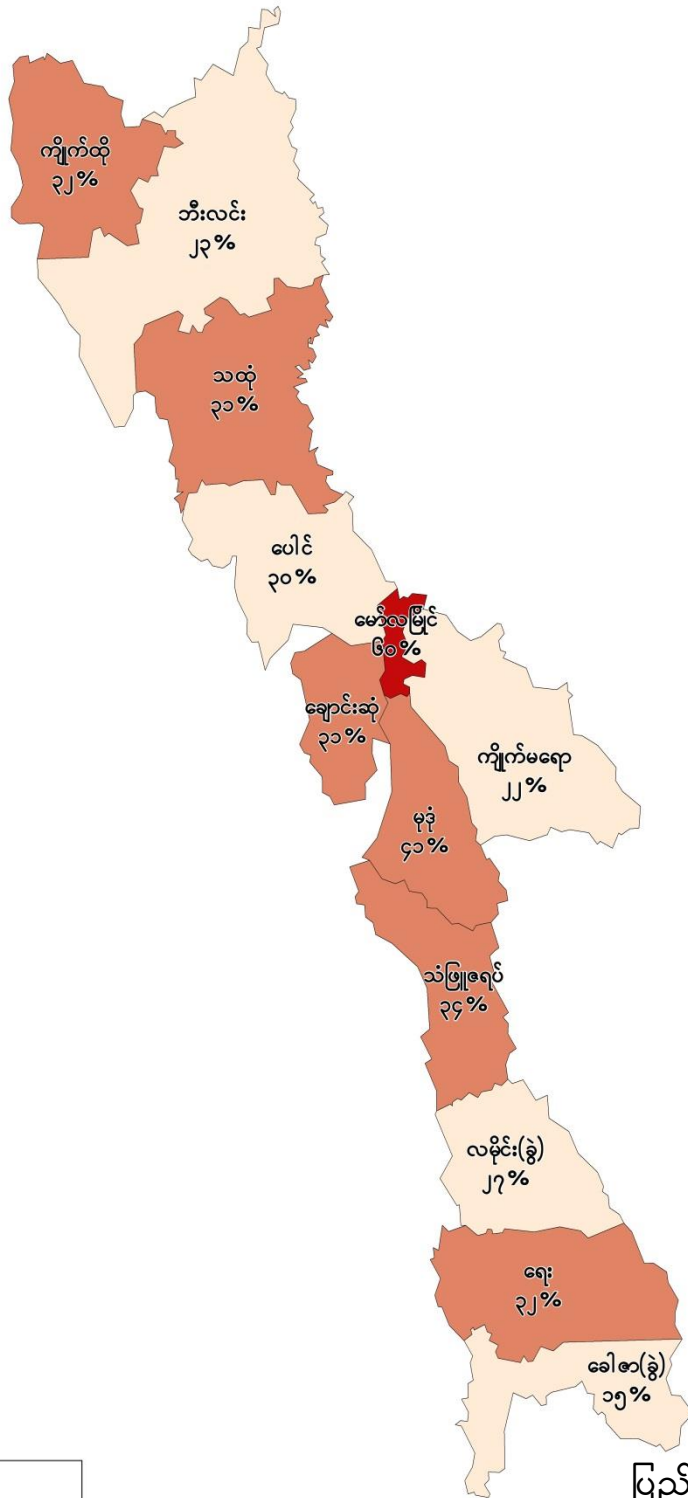 ကျိုက်ထို
၃၂%
ဘီးလင်း
၂၃%
သထုံ
၃၁%
ပေါင်
၃၀%
မော်လမြိုင်
၆၀%
ချောင်းဆုံ
၃၁%
ကျိုက်မရော
၂၂%
မုဒုံ
၄၁%
သံဖြူဇရပ်
၃၄%
လမိုင်း(ခွဲ)
၂၇%
ရေး
၃၂%
ခေါဇာ(ခွဲ)
၁၅%
ပြည်